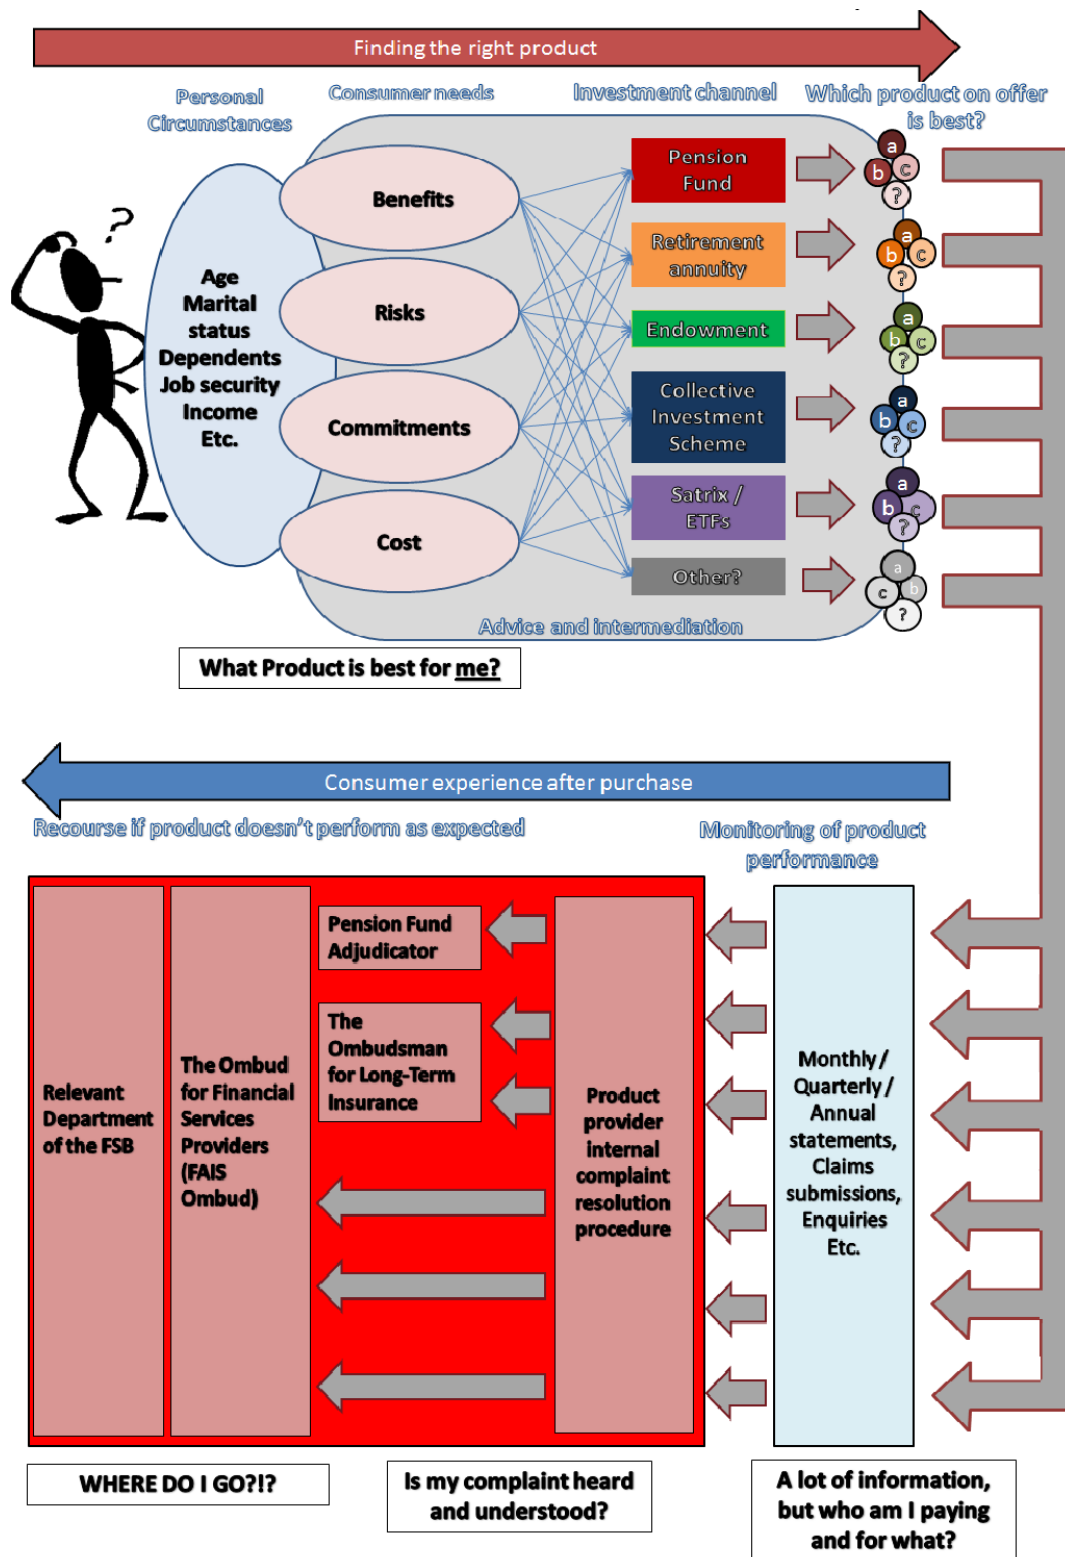 Finding the right product
Personal
Circumstances
Consumer needs
Investment channel
Which product on offer
is best?
?
Age
Marital
status
Dependents
Job security
Income
Etc.
Benefits
Risks
Commitments
Cost
Pension
Fund
Retirement
annuity
Endowment
Collective
Investment
Scheme
Satrix /
ETFs
Other?
a
b c
?
a
b c
?
a
b c
?
a
b c
?
a
b c
?
a
c b
?
Advice and intermediation
What Product is best for me?
Consumer experience after purchase
Recourse if product doesn't perform as expected
Monitoring of product
performance
Relevant
Department
of the FSB
The Ombud
for Financial
Services
Providers
(FAIS
Ombud)
Pension Fund
Adjudicator
The
Ombudsman
for Long-Term
Insurance
Product
provider
internal
complaint
resolution
procedure
Monthly /
Quarterly /
Annual
statements,
Claims
submissions,
Enquiries
Etc.
WHERE DO I GO?!?
Is my complaint heard
and understood?
A lot of information,
but who am I paying
and for what?